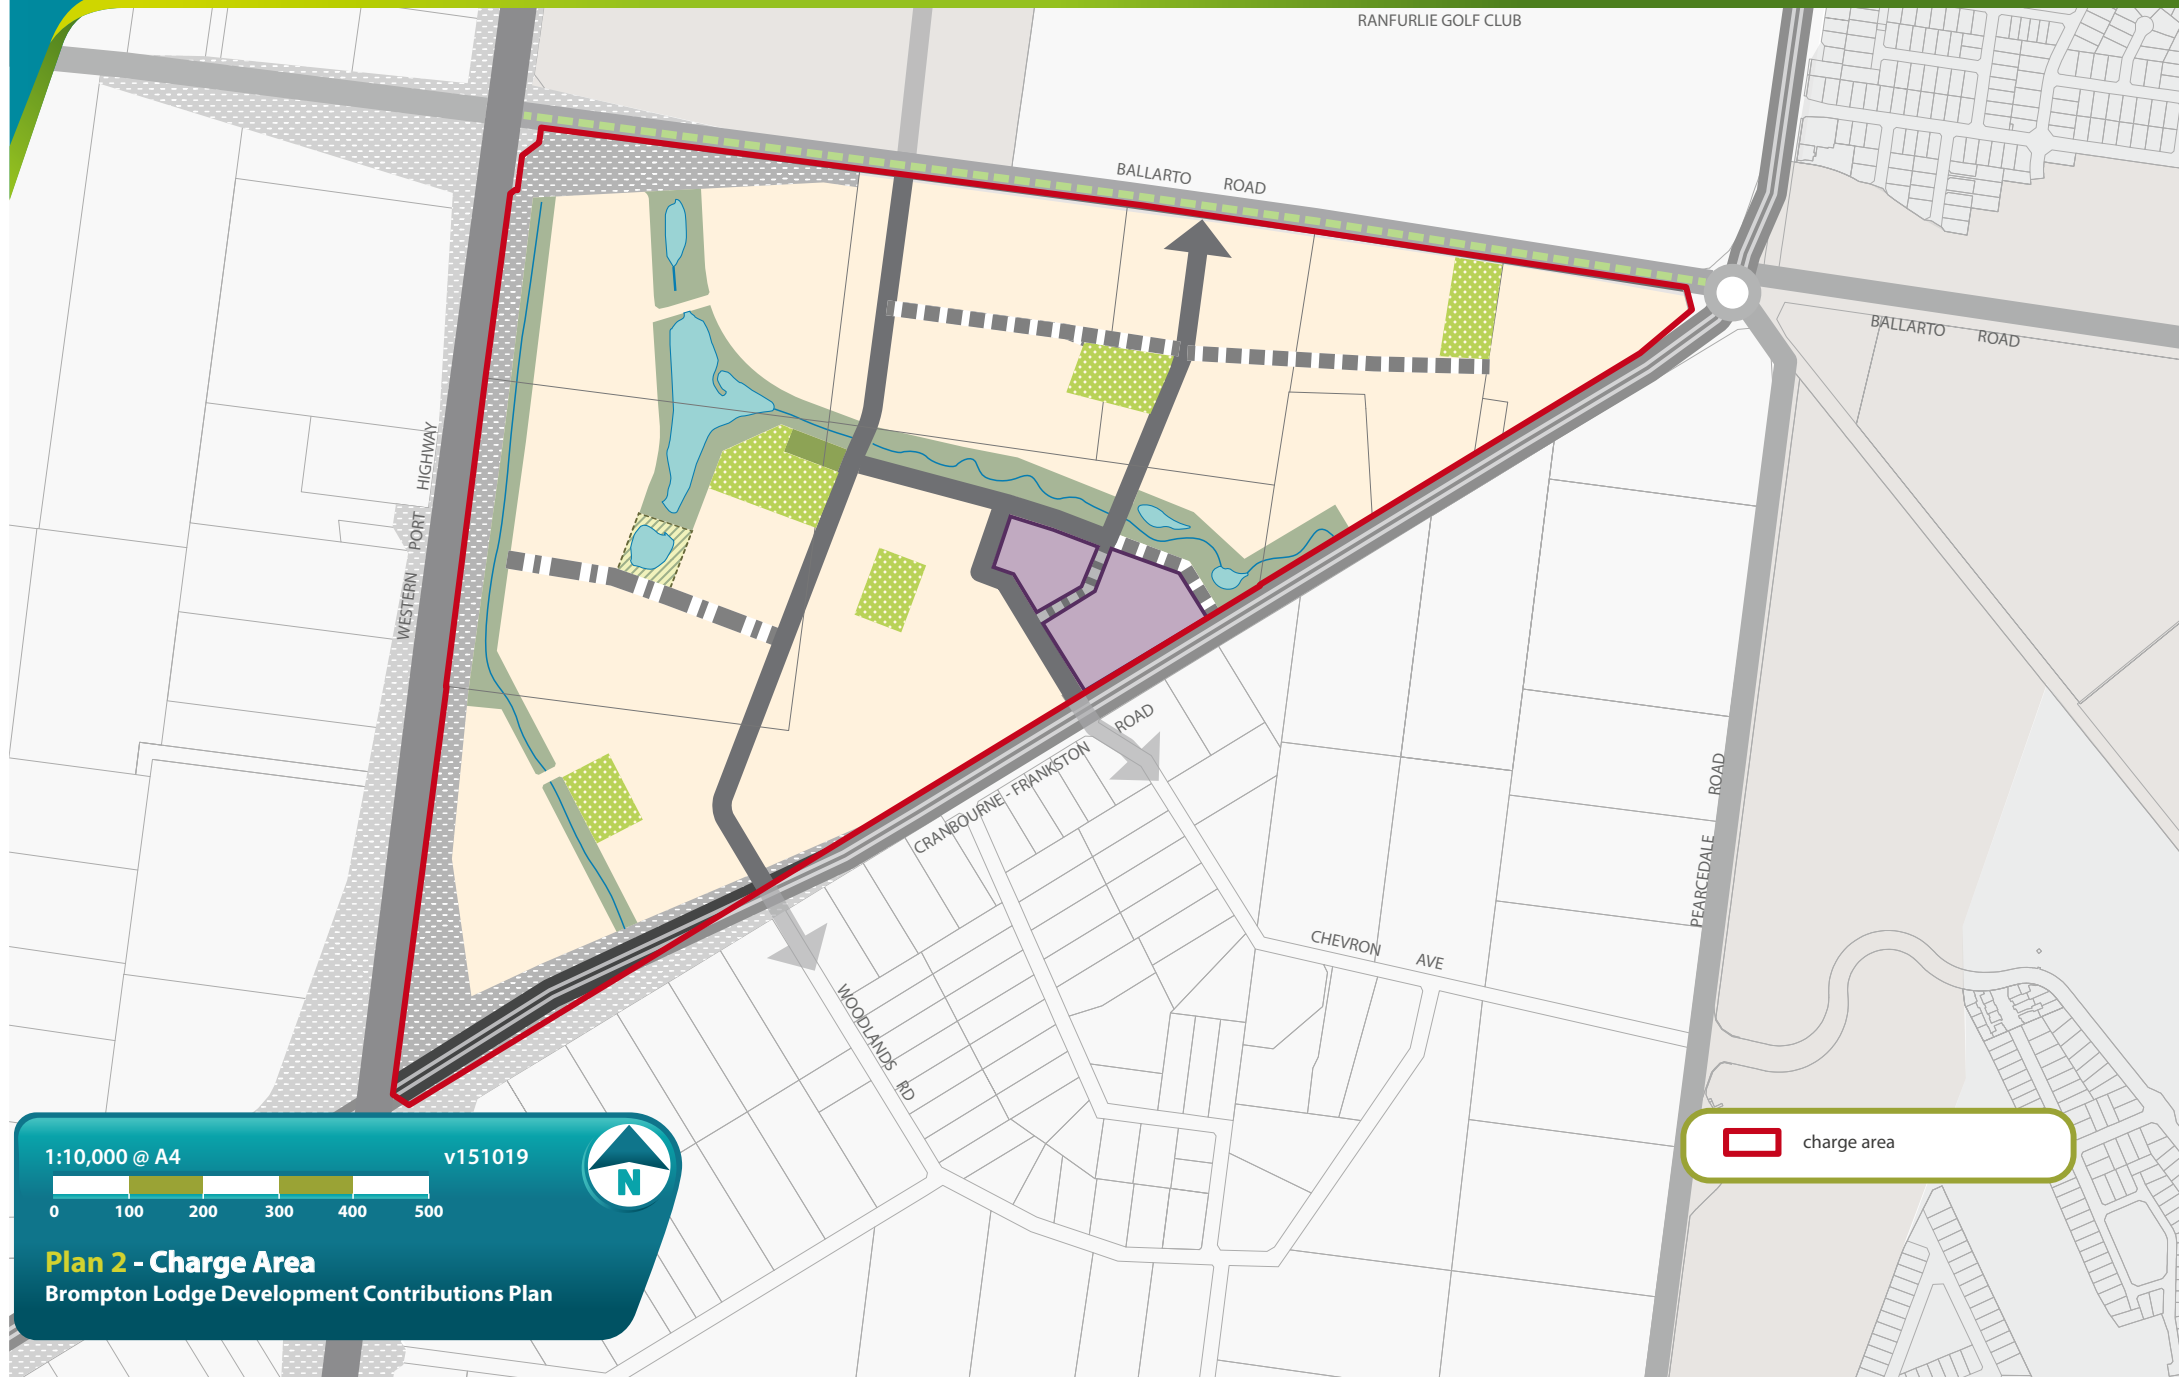 RANFURLIE GOLF CLUB
BALLARTO ROAD
BALLARTO ROAD
WESTERN PORT HIGHWAY
CRANBOURNE - FRANKSTON ROAD
PEARCEDALE ROAD
CHEVRON AVE
WOODLANDS RD
charge area
1:10,000 @ A4 v151019
0 100 200 300 400 500
N
Plan 2 - Charge Area
Brompton Lodge Development Contributions Plan